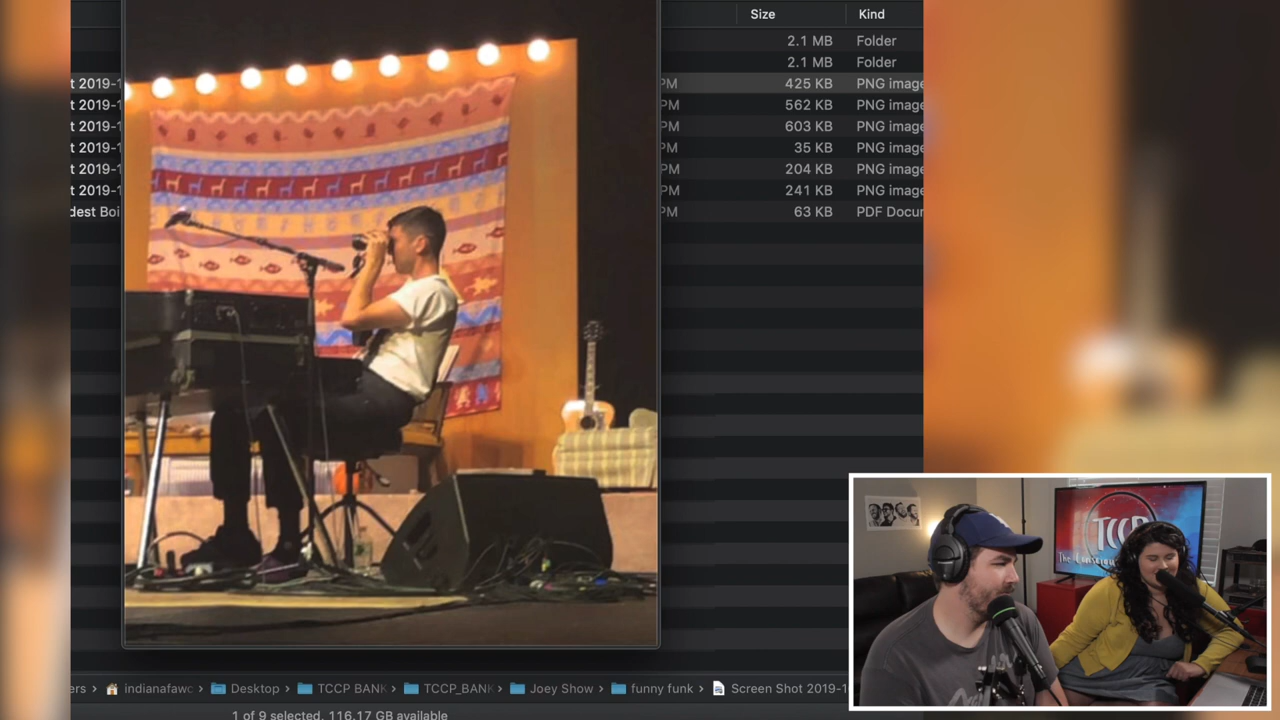 Size Kind
2.1 MB Folder
2.1 MB Folder
t 2019-1 PM 425 KB PNG image
t 2019-1 PM 562 KB PNG image
t 2019-1 PM 603 KB PNG image
t 2019-1 PM 35 KB PNG image
t 2019-1 PM 204 KB PNG image
t 2019-1 PM 241 KB PNG image
dest Boi PM 63 KB PDF Docur
TCCP
The
ers › indianafawc › Desktop › TCCP BANK › TCCP_BANK › Joey Show › funny funk › Screen Shot 2019-1
1 of 9 selected, 116.17 GB available